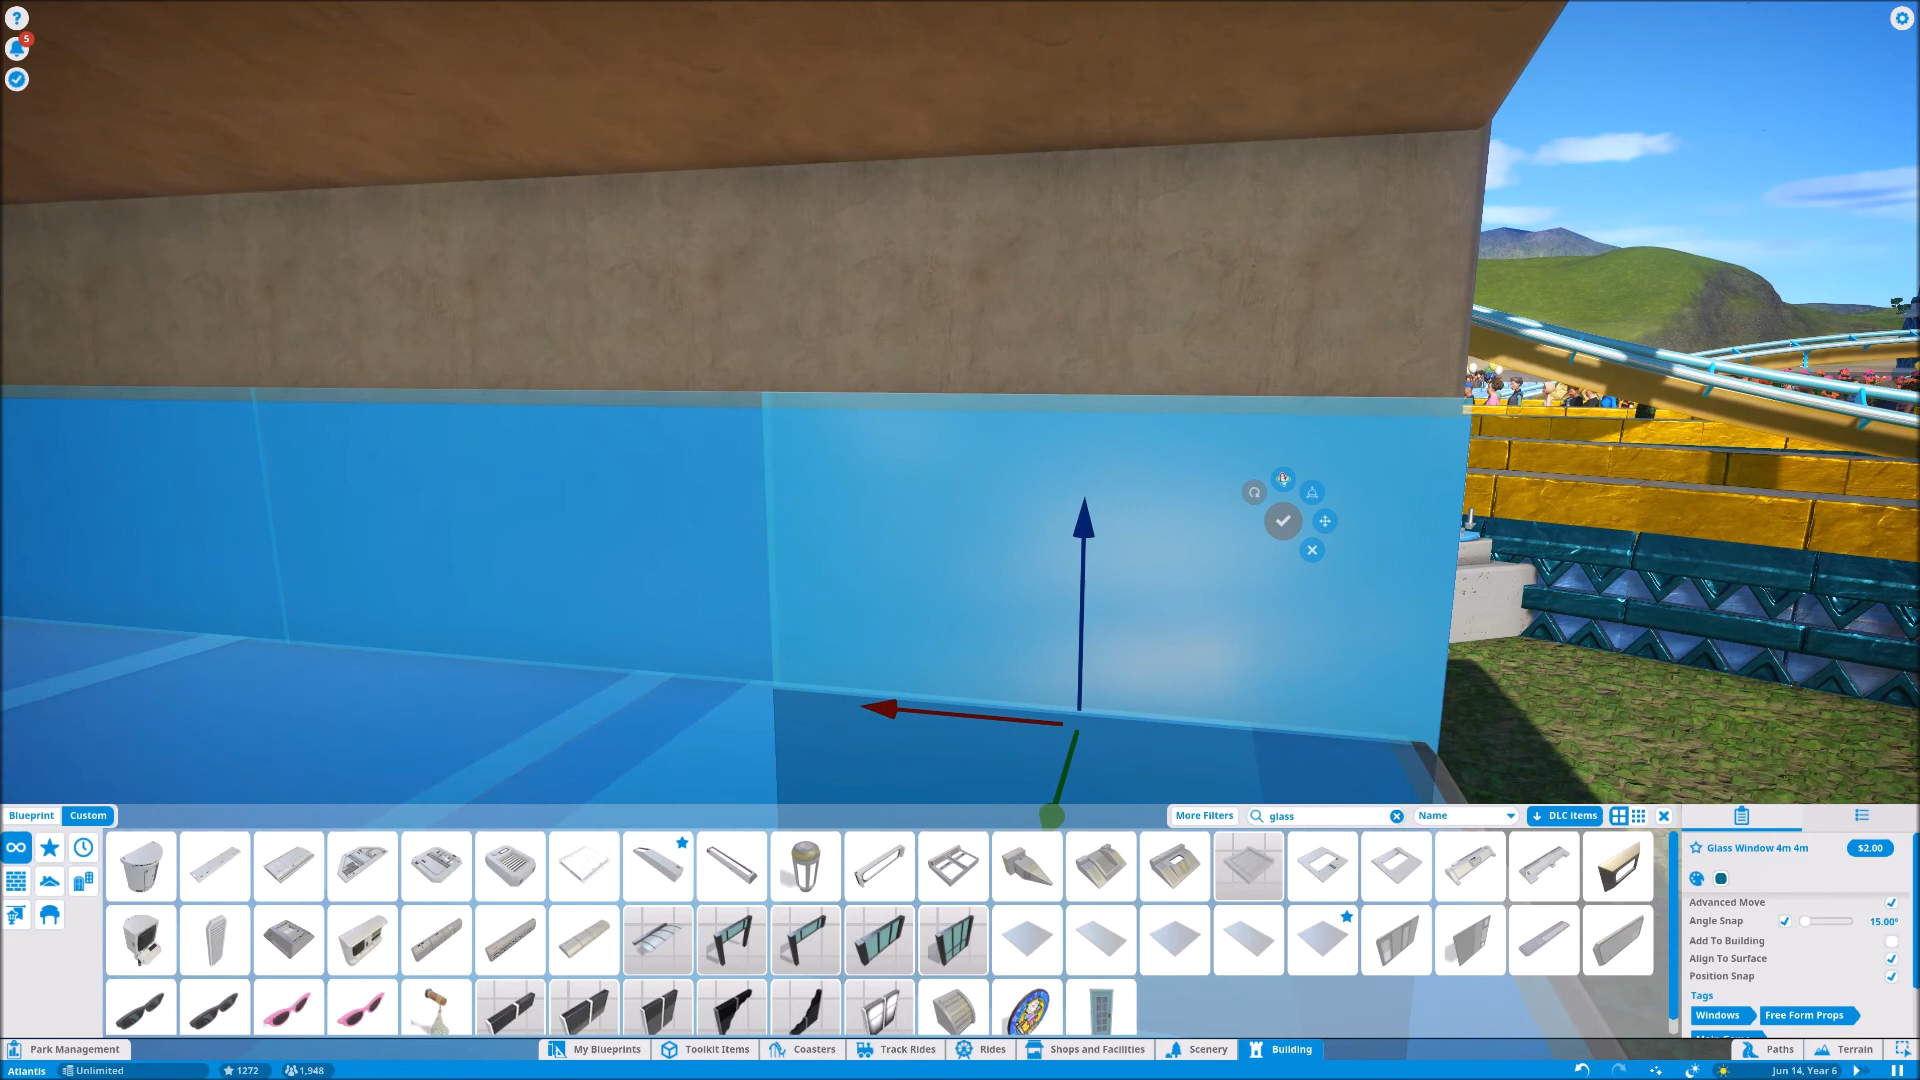 ?
5
Blueprint
Custom
More Filters
glass
Name
DLC items
Glass Window 4m 4m
$2.00
Advanced Move
Angle Snap
15.00°
Add To Building
Align To Surface
Position Snap
Tags
Windows
Free Form Props
Park Management
My Blueprints
Toolkit Items
Coasters
Track Rides
Rides
Shops and Facilities
Scenery
Building
Paths
Terrain
Atlantis
Unlimited
1272
1,948
Jun 14, Year 6